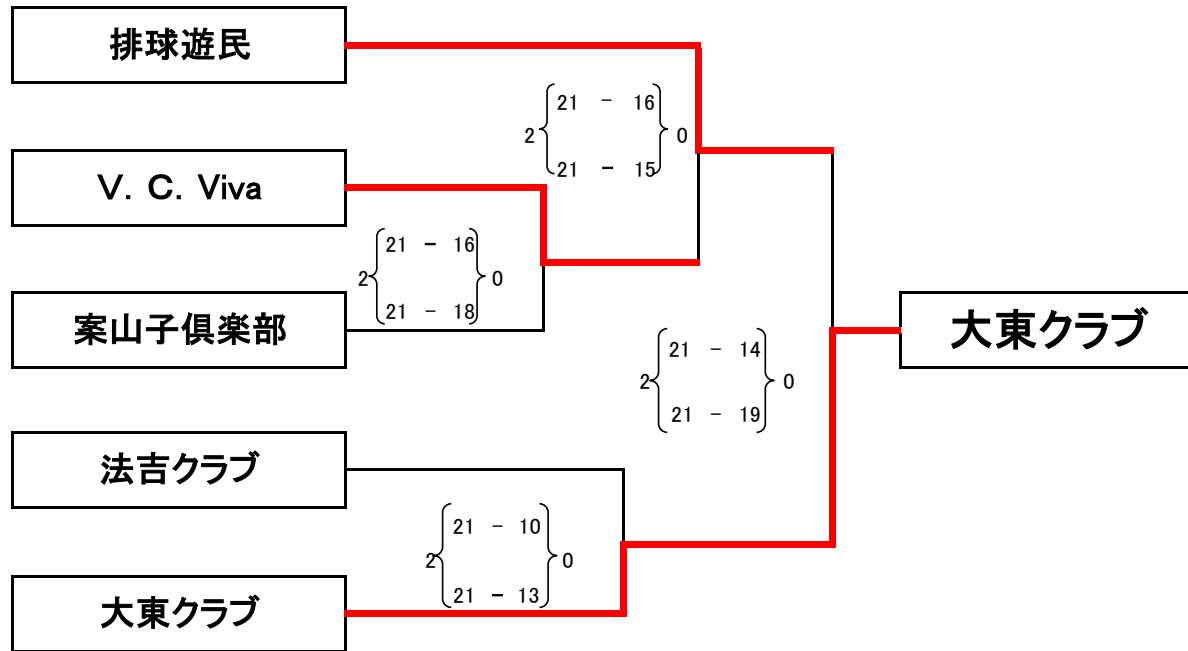 排球遊民
2 21 - 16 0
21 - 15
V. C. Viva
2 21 - 16 0
21 - 18
案山子倶楽部
大東クラブ
2 21 - 14 0
21 - 19
法吉クラブ
2 21 - 10 0
21 - 13
大東クラブ